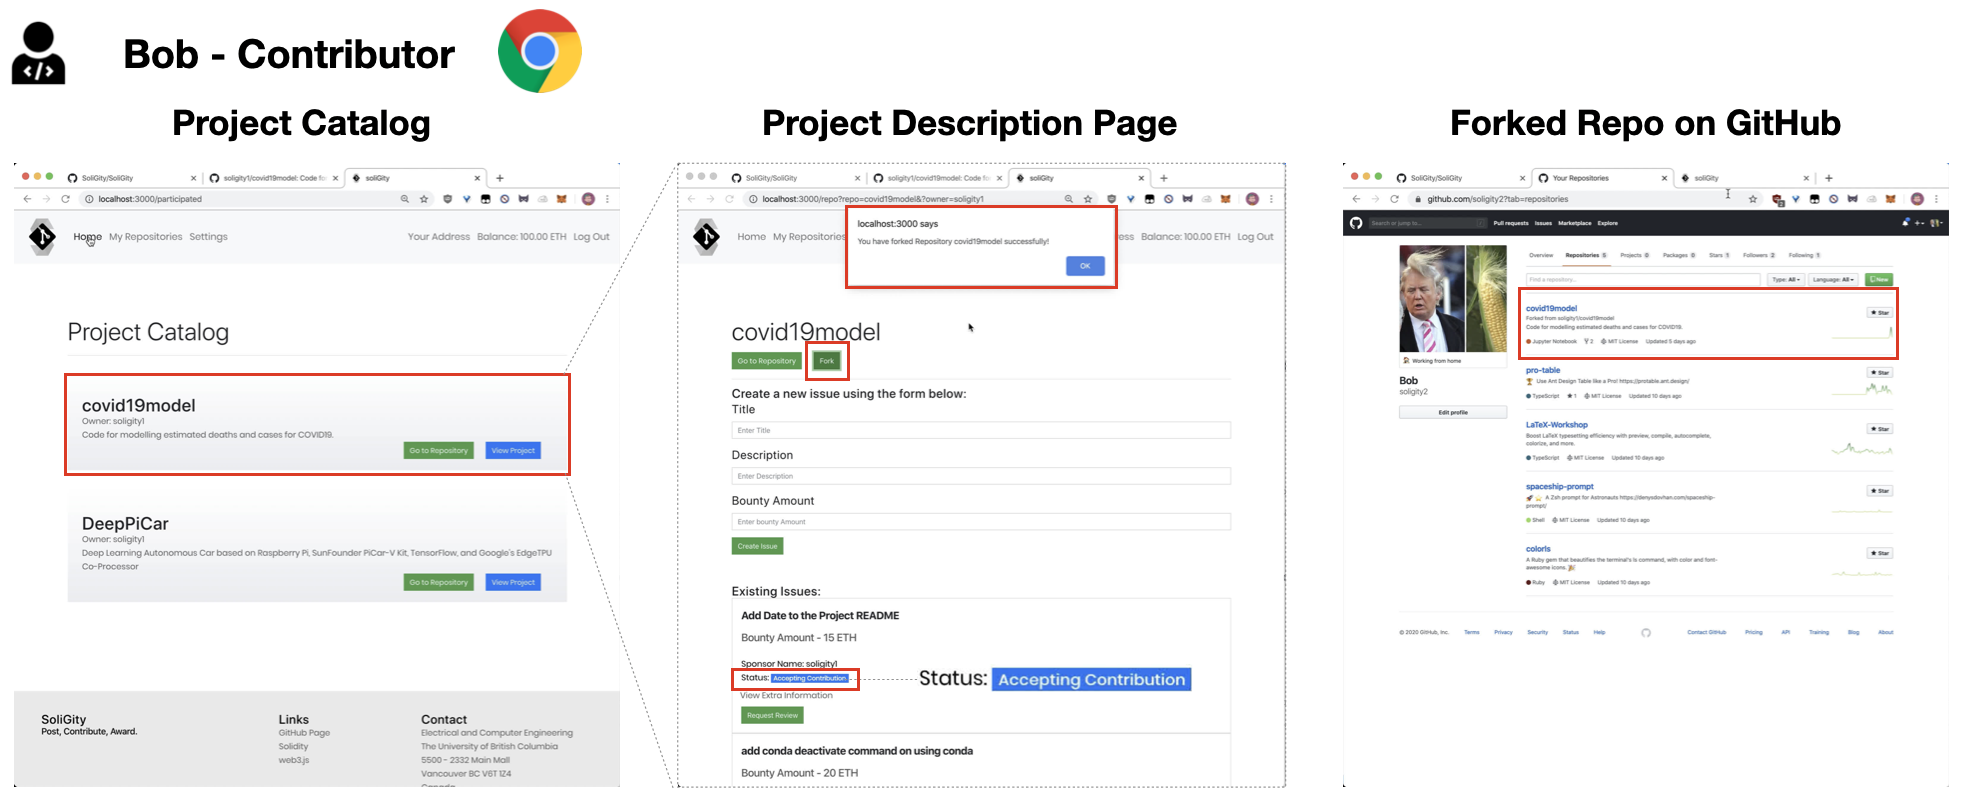 Bob - Contributor
Project Catalog
SoliGity/SoliGity
soligity1/covid19model: Code fo
soliGity
localhost:3000/participated
Home My Repositories Settings
Your Address Balance: 100.00 ETH Log Out
Project Catalog
covid19model
Owner: soligity1
Code for modelling estimated deaths and cases for COVID19.
Go to Repository
View Project
DeepPiCar
Owner: soligity1
Deep Learning Autonomous Car based on Raspberry Pi, SunFounder PiCar-V Kit, TensorFlow, and Google's EdgeTPU
Co-Processor
Go to Repository
View Project
SoliGity
Post, Contribute, Award.
Links
GitHub Page
Solidity
web3.js
Contact
Electrical and Computer Engineering
The University of British Columbia
5500 - 2332 Main Mall
Vancouver BC V6T 1Z4
Canada
Project Description Page
SoliGity/SoliGity
soligity1/covid19model: Code fo
soliGity
localhost:3000/repo?repo=covid19model&?owner=soligity1
Home My Repositories
ess Balance: 100.00 ETH Log Out
localhost:3000 says
You have forked Repository covid19model successfully!
OK
covid19model
Go to Repository
Fork
Create a new issue using the form below:
Title
Enter Title
Description
Enter Description
Bounty Amount
Enter bounty Amount
Create Issue
Existing Issues:
Add Date to the Project README
Bounty Amount - 15 ETH
Sponsor Name: soligity1
Status: Accepting Contribution
Status: Accepting Contribution
View Extra Information
Request Review
add conda deactivate command on using conda
Bounty Amount - 20 ETH
Forked Repo on GitHub
SoliGity/SoliGity
Your Repositories
soliGity
github.com/soligity2?tab=repositories
Search or jump to...
Pull requests Issues Marketplace Explore
Overview Repositories 5 Projects 0 Packages 0 Stars 1 Followers 2 Following 1
Find a repository...
Type: All
Language: All
New
Working from home
Bob
soligity2
Edit profile
covid19model
Star
Forked from soligity1/covid19model
Code for modelling estimated deaths and cases for COVID19.
Jupyter Notebook 2 MIT License Updated 5 days ago
pro-table
Star
Use Ant Design Table like a Pro! https://protable.ant.design/
TypeScript 1 MIT License Updated 10 days ago
LaTeX-Workshop
Star
Boost LaTeX typesetting efficiency with preview, compile, autocomplete,
colorize, and more.
TypeScript MIT License Updated 10 days ago
spaceship-prompt
Star
A Zsh prompt for Astronauts https://denysdovhan.com/spaceship-
prompt/
Shell MIT License Updated 10 days ago
colorls
Star
A Ruby gem that beautifies the terminal's ls command, with color and font-
awesome icons.
Ruby MIT License Updated 10 days ago
© 2020 GitHub, Inc. Terms Privacy Security Status Help
Contact GitHub Pricing API Training Blog About